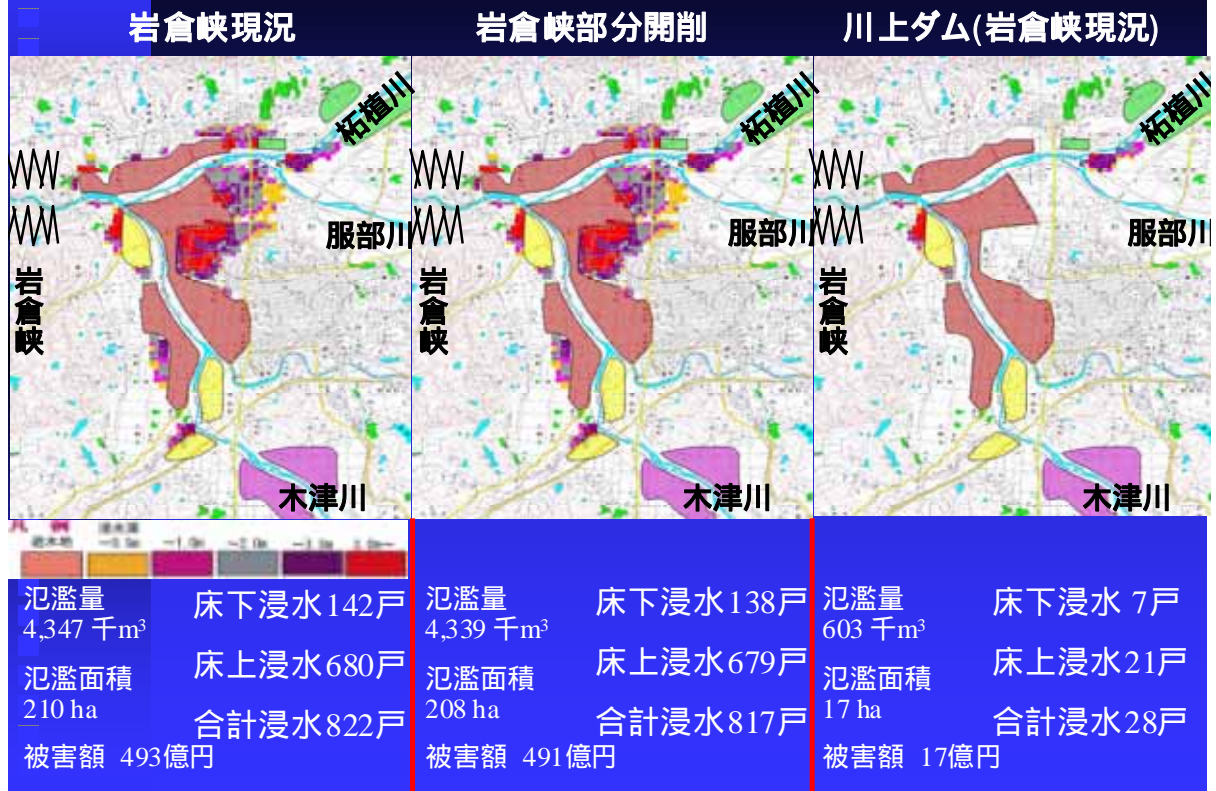 岩倉峡現況
岩倉峡部分開削
川上ダム(岩倉峡現況)
柘植川
服部川
岩倉峡
木津川
柘植川
服部川
岩倉峡
木津川
柘植川
服部川
岩倉峡
木津川
氾濫量
4,347 千m³
氾濫面積
210 ha
床下浸水142戸
床上浸水680戸
合計浸水822戸
被害額 493億円
氾濫量
4,339 千m³
氾濫面積
208 ha
床下浸水138戸
床上浸水679戸
合計浸水817戸
被害額 491億円
氾濫量
603 千m³
氾濫面積
17 ha
床下浸水 7戸
床上浸水21戸
合計浸水28戸
被害額 17億円